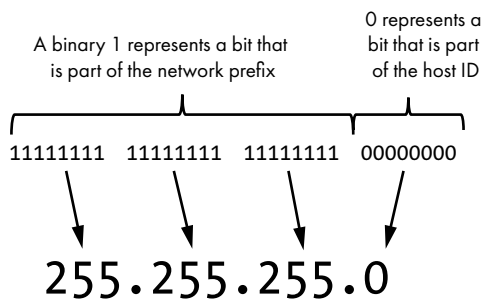 0 represents a
bit that is part
of the host ID
A binary 1 represents a bit that
is part of the network prefix
11111111 11111111 11111111 00000000
255.255.255.0